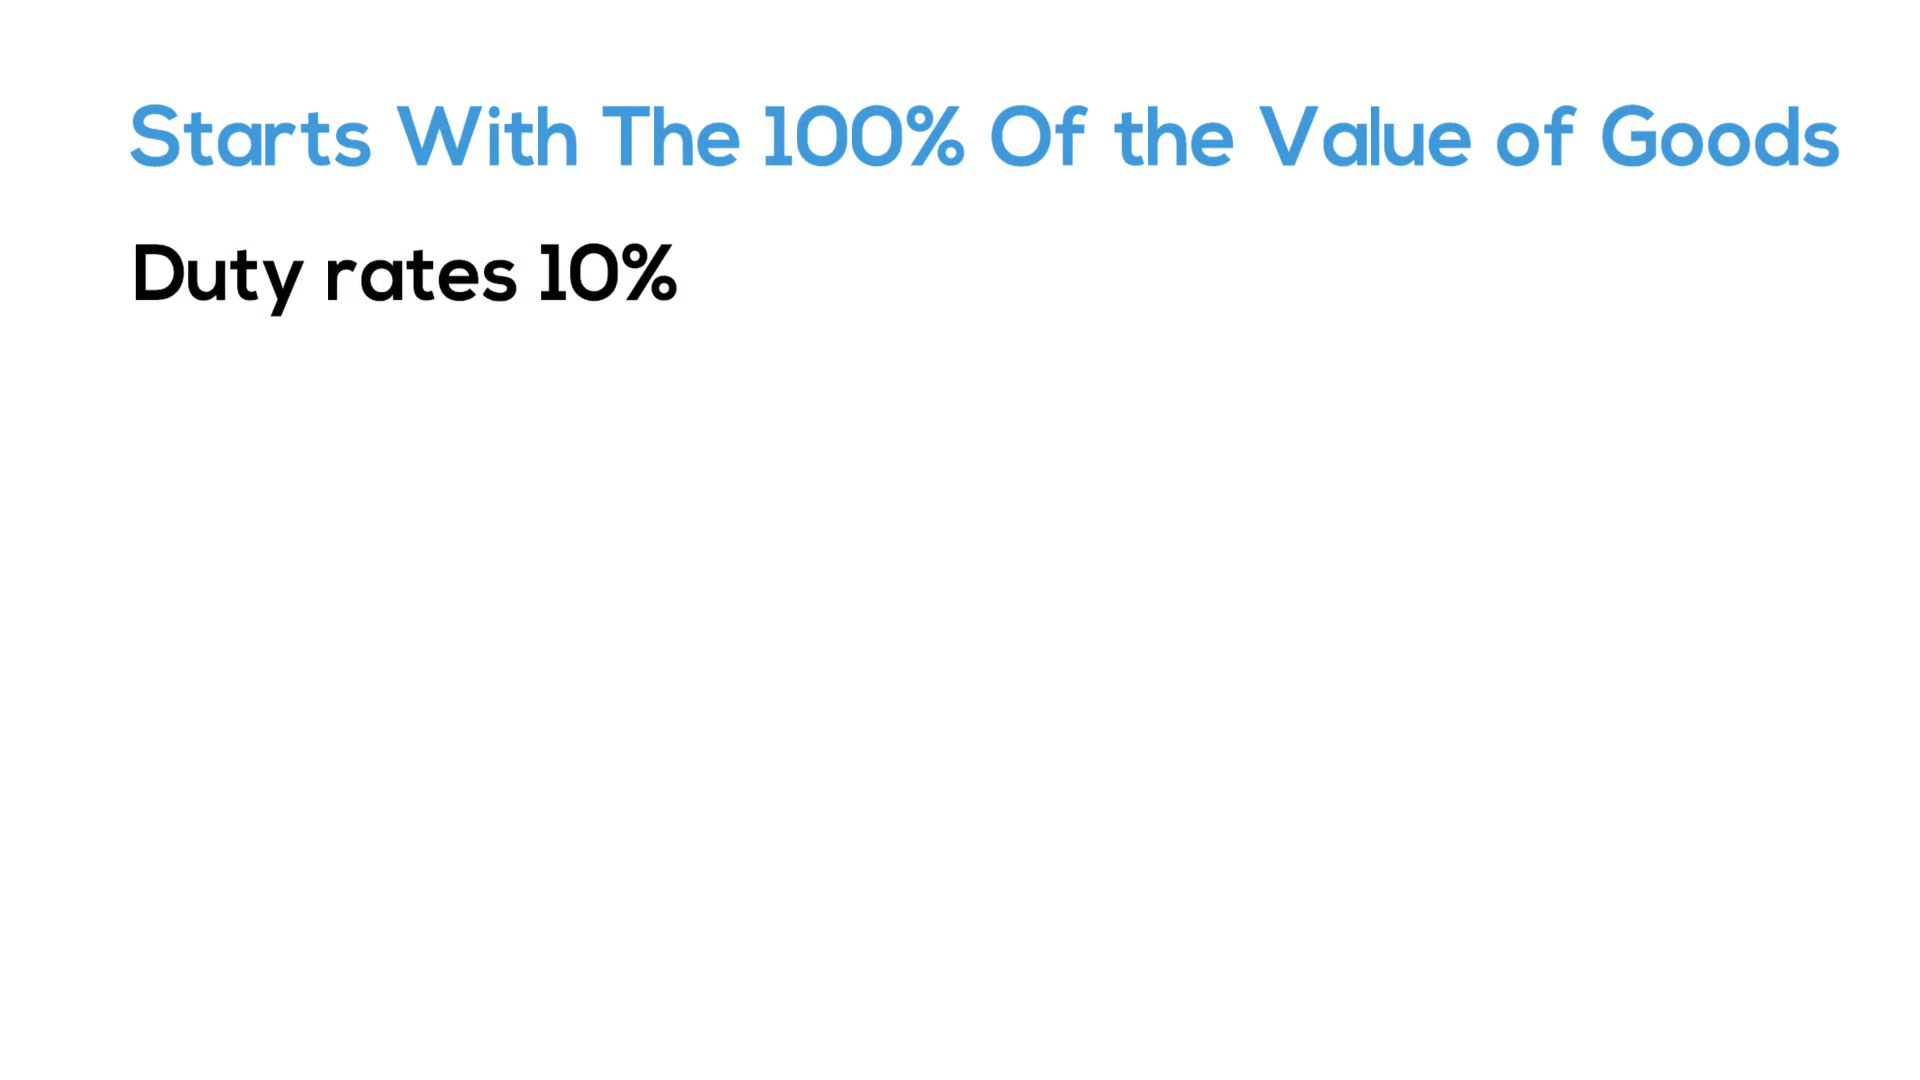 Starts With The 100% Of the Value of Goods
Duty rates 10%